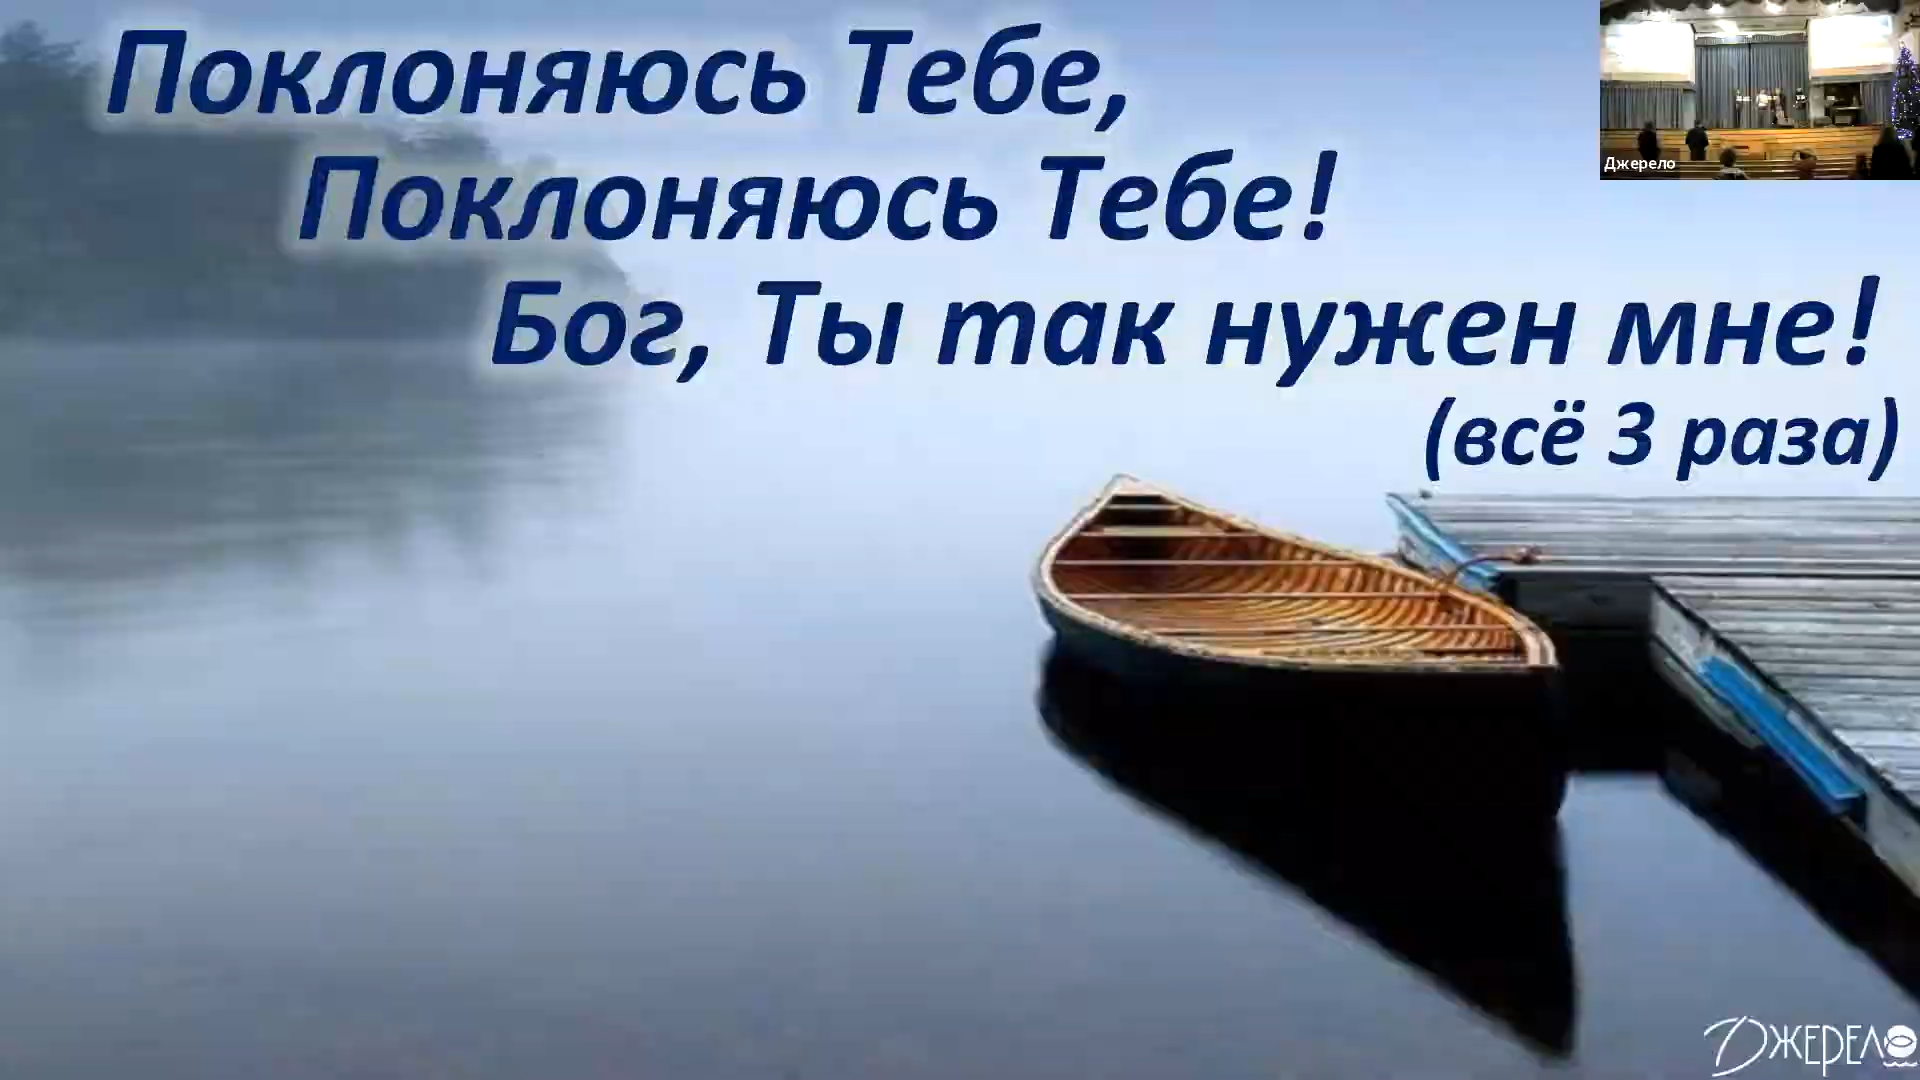 Поклоняюсь Тебе,
Поклоняюсь Тебе!
Бог, Ты так нужен мне!
(всё 3 раза)
Джерело
ДЖЕРЕЛО